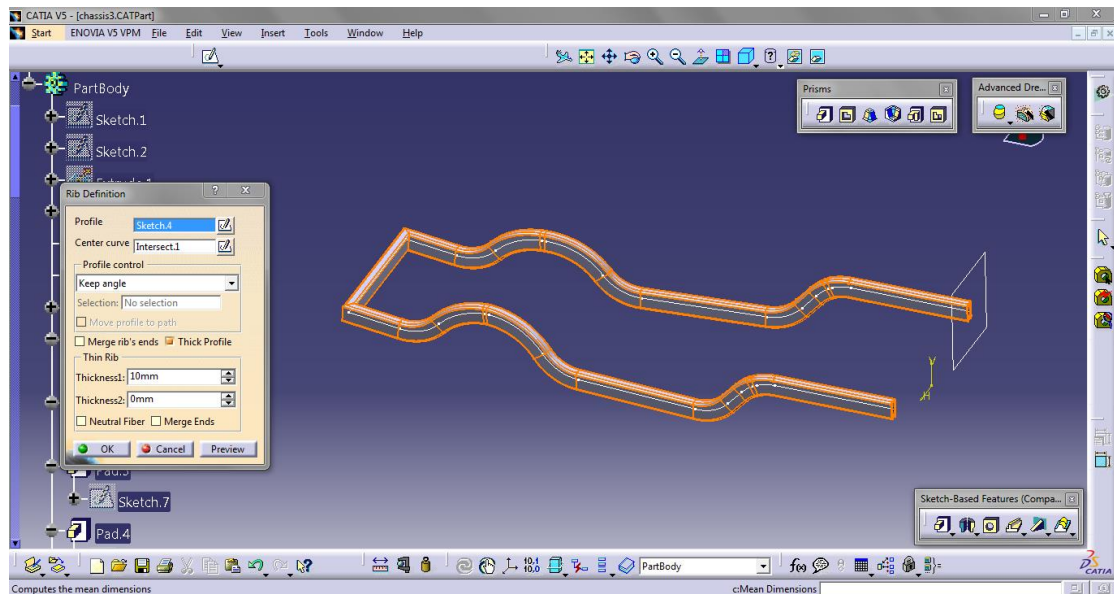 CATIA V5 - [chassis3.CATPart]
Start ENOVIA V5 VPM File Edit View Insert Tools Window Help
PartBody
Sketch.1
Sketch.2
Prisms
Advanced Dre...
Rib Definition
Profile Sketch.4
Center curve Intersect.1
Profile control
Keep angle
Selection: No selection
Move profile to path
Merge rib's ends Thick Profile
Thin Rib
Thickness1: 10mm
Thickness2: 0mm
Neutral Fiber Merge Ends
OK Cancel Preview
V
H
Sketch.7
Pad.4
Sketch-Based Features (Compa...
10,1
10,0
PartBody
f(x)
CATIA
Computes the mean dimensions
c:Mean Dimensions